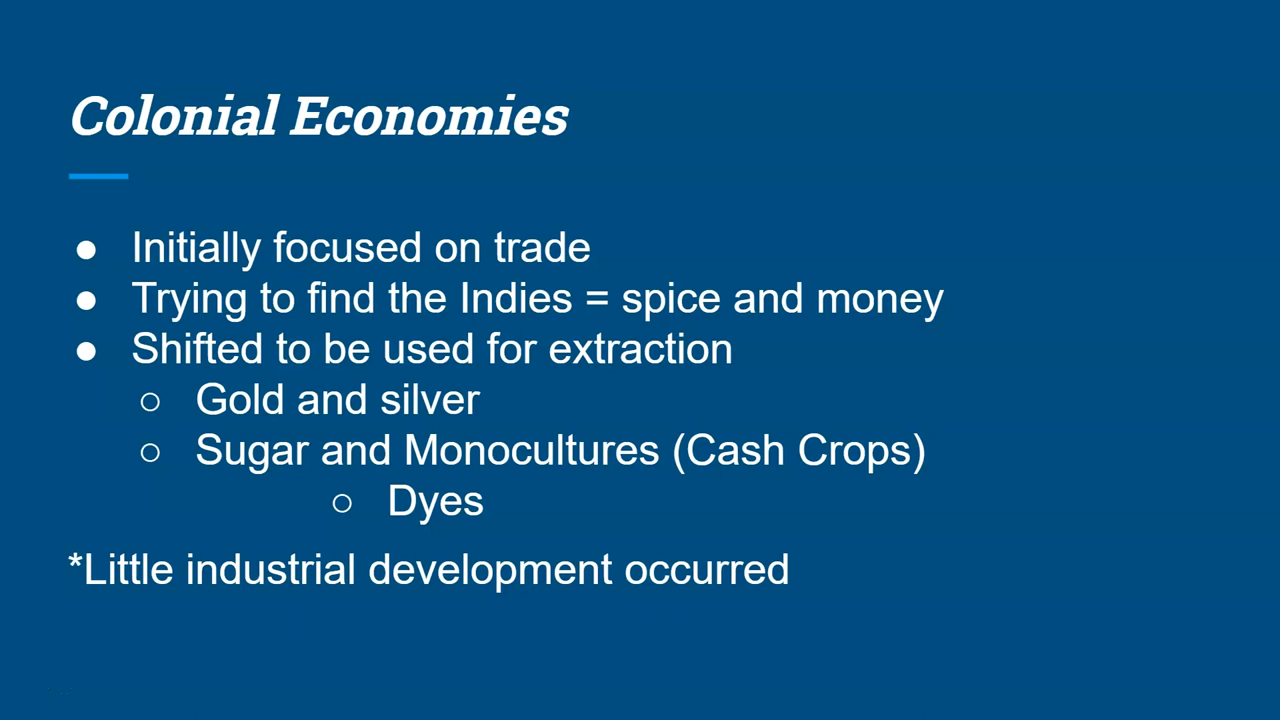 Colonial Economies
● Initially focused on trade
● Trying to find the Indies = spice and money
● Shifted to be used for extraction
○ Gold and silver
○ Sugar and Monocultures (Cash Crops)
○ Dyes
*Little industrial development occurred